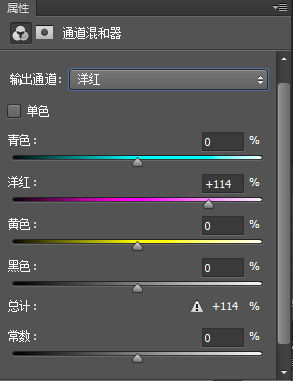 属性
通道混和器
输出通道: 洋红
单色
青色: 0 %
洋红: +114 %
黄色: 0 %
黑色: 0 %
总计: +114 %
常数: 0 %